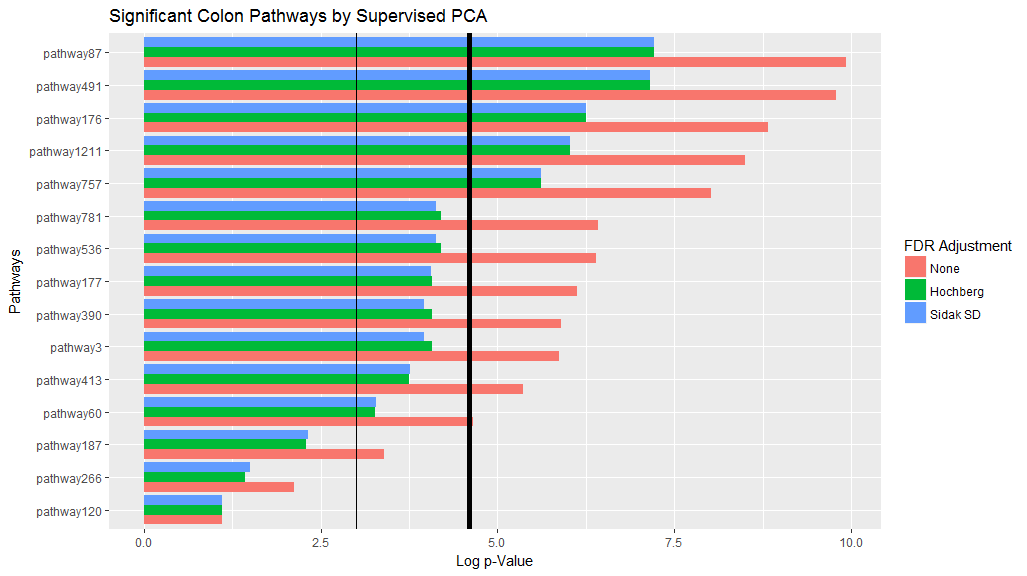 Significant Colon Pathways by Supervised PCA
Pathways
pathway87
pathway491
pathway176
pathway1211
pathway757
pathway781
pathway536
pathway177
pathway390
pathway3
pathway413
pathway60
pathway187
pathway266
pathway120
0.0 2.5 5.0 7.5 10.0
Log p-Value
FDR Adjustment
None
Hochberg
Sidak SD